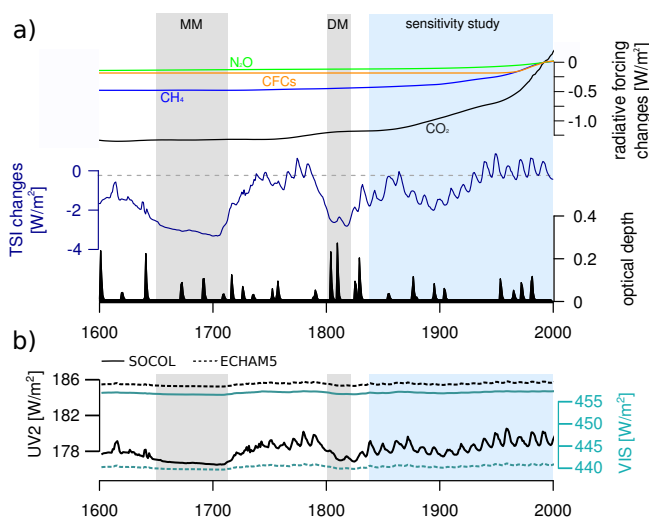 MM DM sensitivity study
a)
N₂O
CFCs
CH₄
CO₂
0
-0.5
-1.0
radiative forcing
changes [W/m²]
0
-2
-4
TSI changes
[W/m²]
0.4
0.2
0
optical depth
1600 1700 1800 1900 2000
b)
SOCOL ECHAM5
186
182
178
UV2 [W/m²]
455
450
445
440
VIS [W/m²]
1600 1700 1800 1900 2000